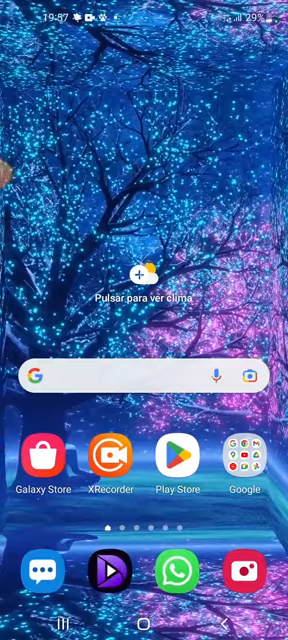 19:57
29%
Pulsar para ver clima
Galaxy Store
XRecorder
Play Store
Google